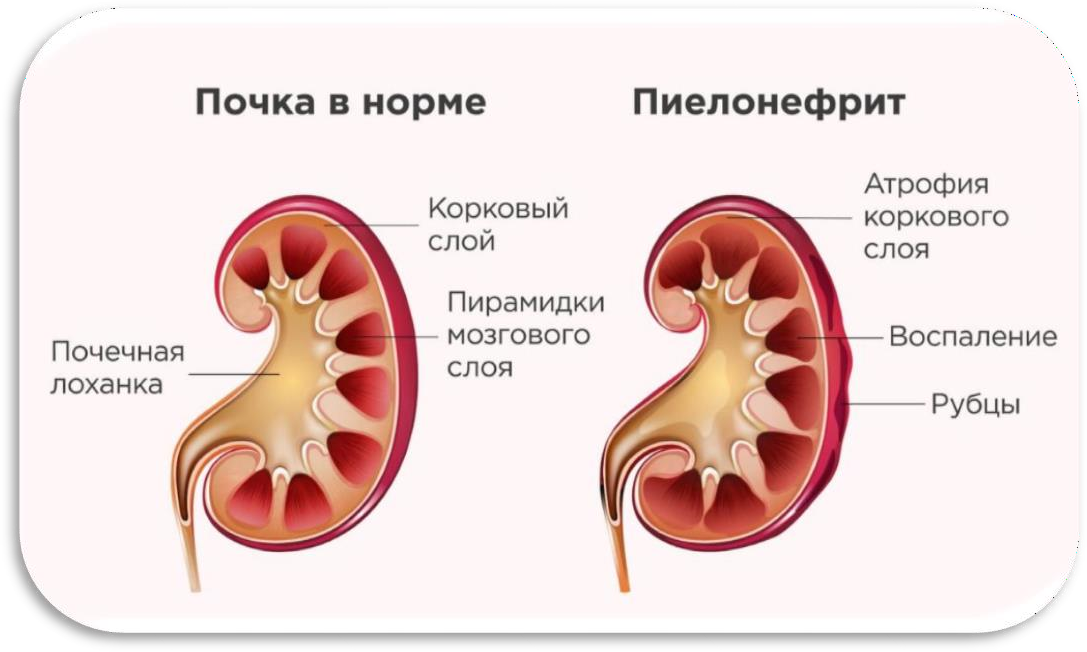 Почка в норме
Пиелонефрит
Корковый
слой
Пирамидки
мозгового
слоя
Почечная
лоханка
Атрофия
коркового
слоя
Воспаление
Рубцы